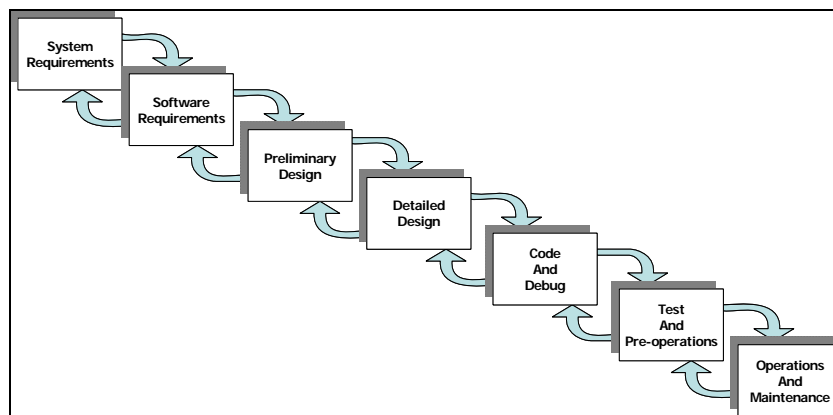 System
Requirements
Software
Requirements
Preliminary
Design
Detailed
Design
Code
And
Debug
Test
And
Pre-operations
Operations
And
Maintenance